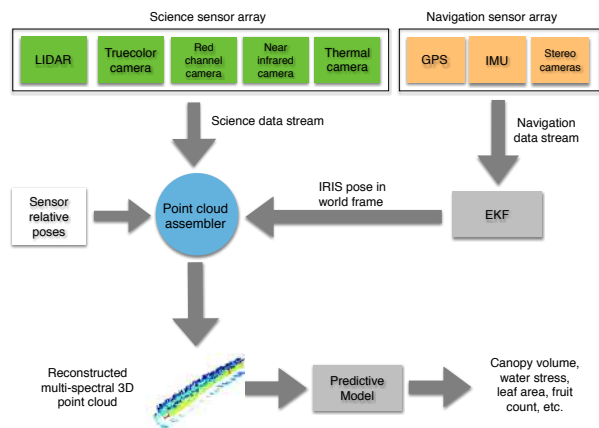 Science sensor array
Navigation sensor array
LIDAR
Truecolor
camera
Red
channel
camera
Near
infrared
camera
Thermal
camera
GPS
IMU
Stereo
cameras
Science data stream
Navigation
data stream
Sensor
relative
poses
Point cloud
assembler
IRIS pose in
world frame
EKF
Reconstructed
multi-spectral 3D
point cloud
Predictive
Model
Canopy volume,
water stress,
leaf area, fruit
count, etc.